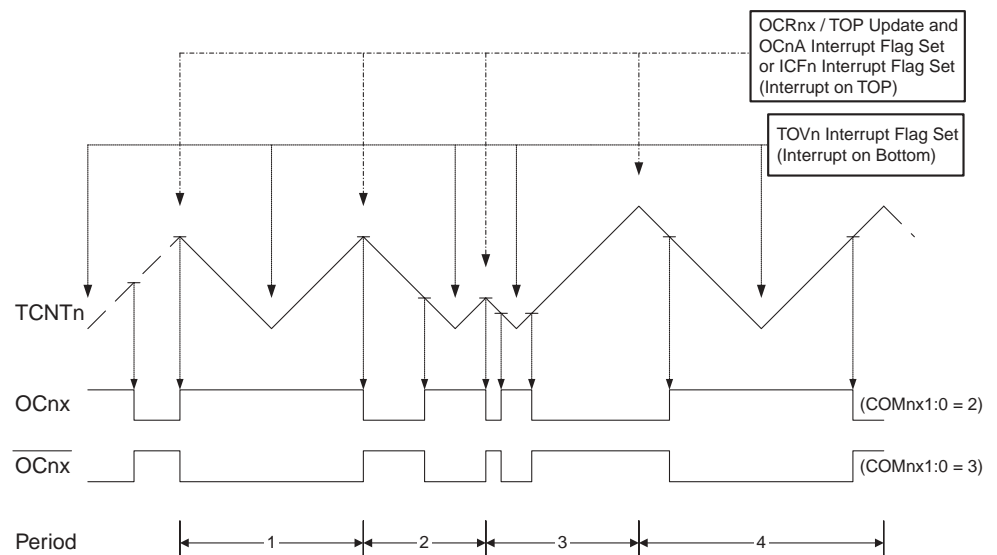 OCRnx / TOP Update and
OCnA Interrupt Flag Set
or ICFn Interrupt Flag Set
(Interrupt on TOP)
TOVn Interrupt Flag Set
(Interrupt on Bottom)
TCNTn
OCnx
(COMnx1:0 = 2)
OCnx
(COMnx1:0 = 3)
Period
1
2
3
4